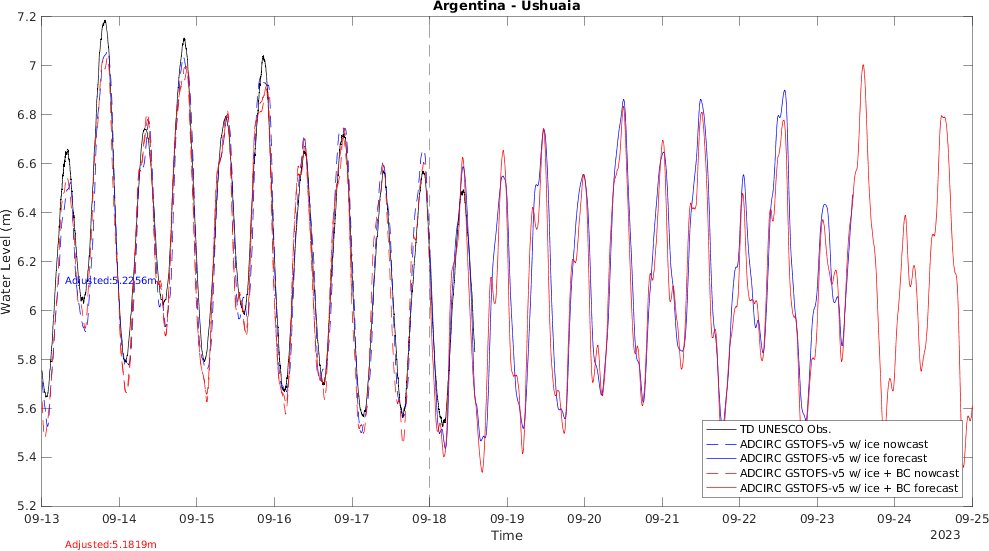 Argentina - Ushuaia
7.2
7
6.8
6.6
6.4
6.2
6
5.8
5.6
5.4
5.2
Water Level (m)
Adjusted:5.2256m
TD UNESCO Obs.
ADCIRC GSTOFS-v5 w/ ice nowcast
ADCIRC GSTOFS-v5 w/ ice forecast
ADCIRC GSTOFS-v5 w/ ice + BC nowcast
ADCIRC GSTOFS-v5 w/ ice + BC forecast
09-13 09-14 09-15 09-16 09-17 09-18 09-19 09-20 09-21 09-22 09-23 09-24 09-25
Time
2023
Adjusted:5.1819m